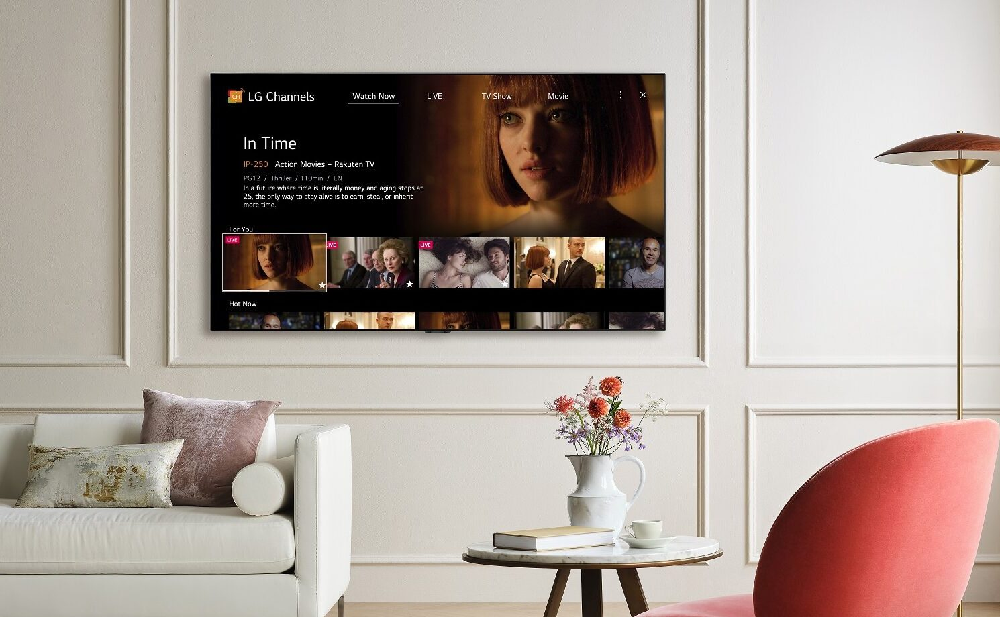 CH LG Channels
Watch Now LIVE TV Show Movie
In Time
IP-250 Action Movies – Rakuten TV
PG12 / Thriller / 110min / EN
In a future where time is literally money and aging stops at
25, the only way to stay alive is to earn, steal, or inherit
more time.
For You
LIVE
LIVE
LIVE
Hot Now